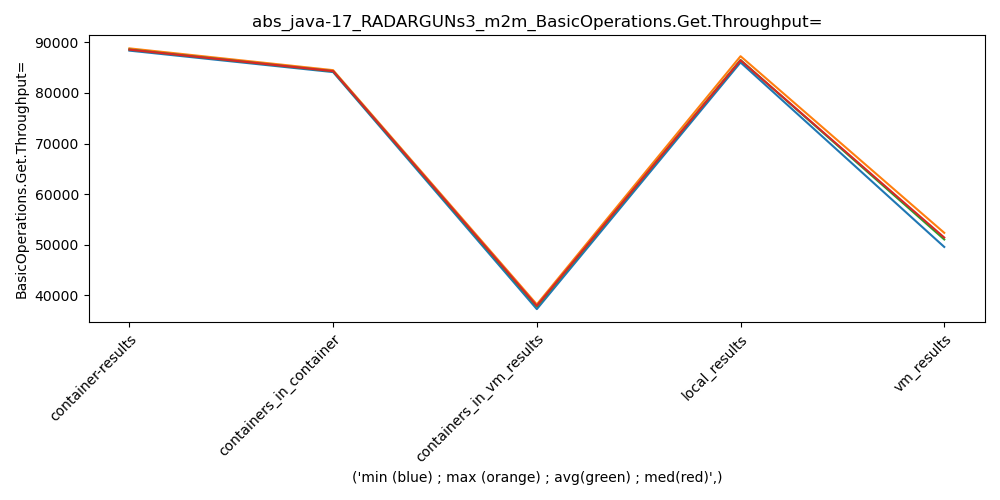 abs_java-17_RADARGUNs3_m2m_BasicOperations.Get.Throughput=
BasicOperations.Get.Throughput=
90000
80000
70000
60000
50000
40000
container-results
containers_in_container
containers_in_vm_results
local_results
vm_results
('min (blue) ; max (orange) ; avg(green) ; med(red)',)